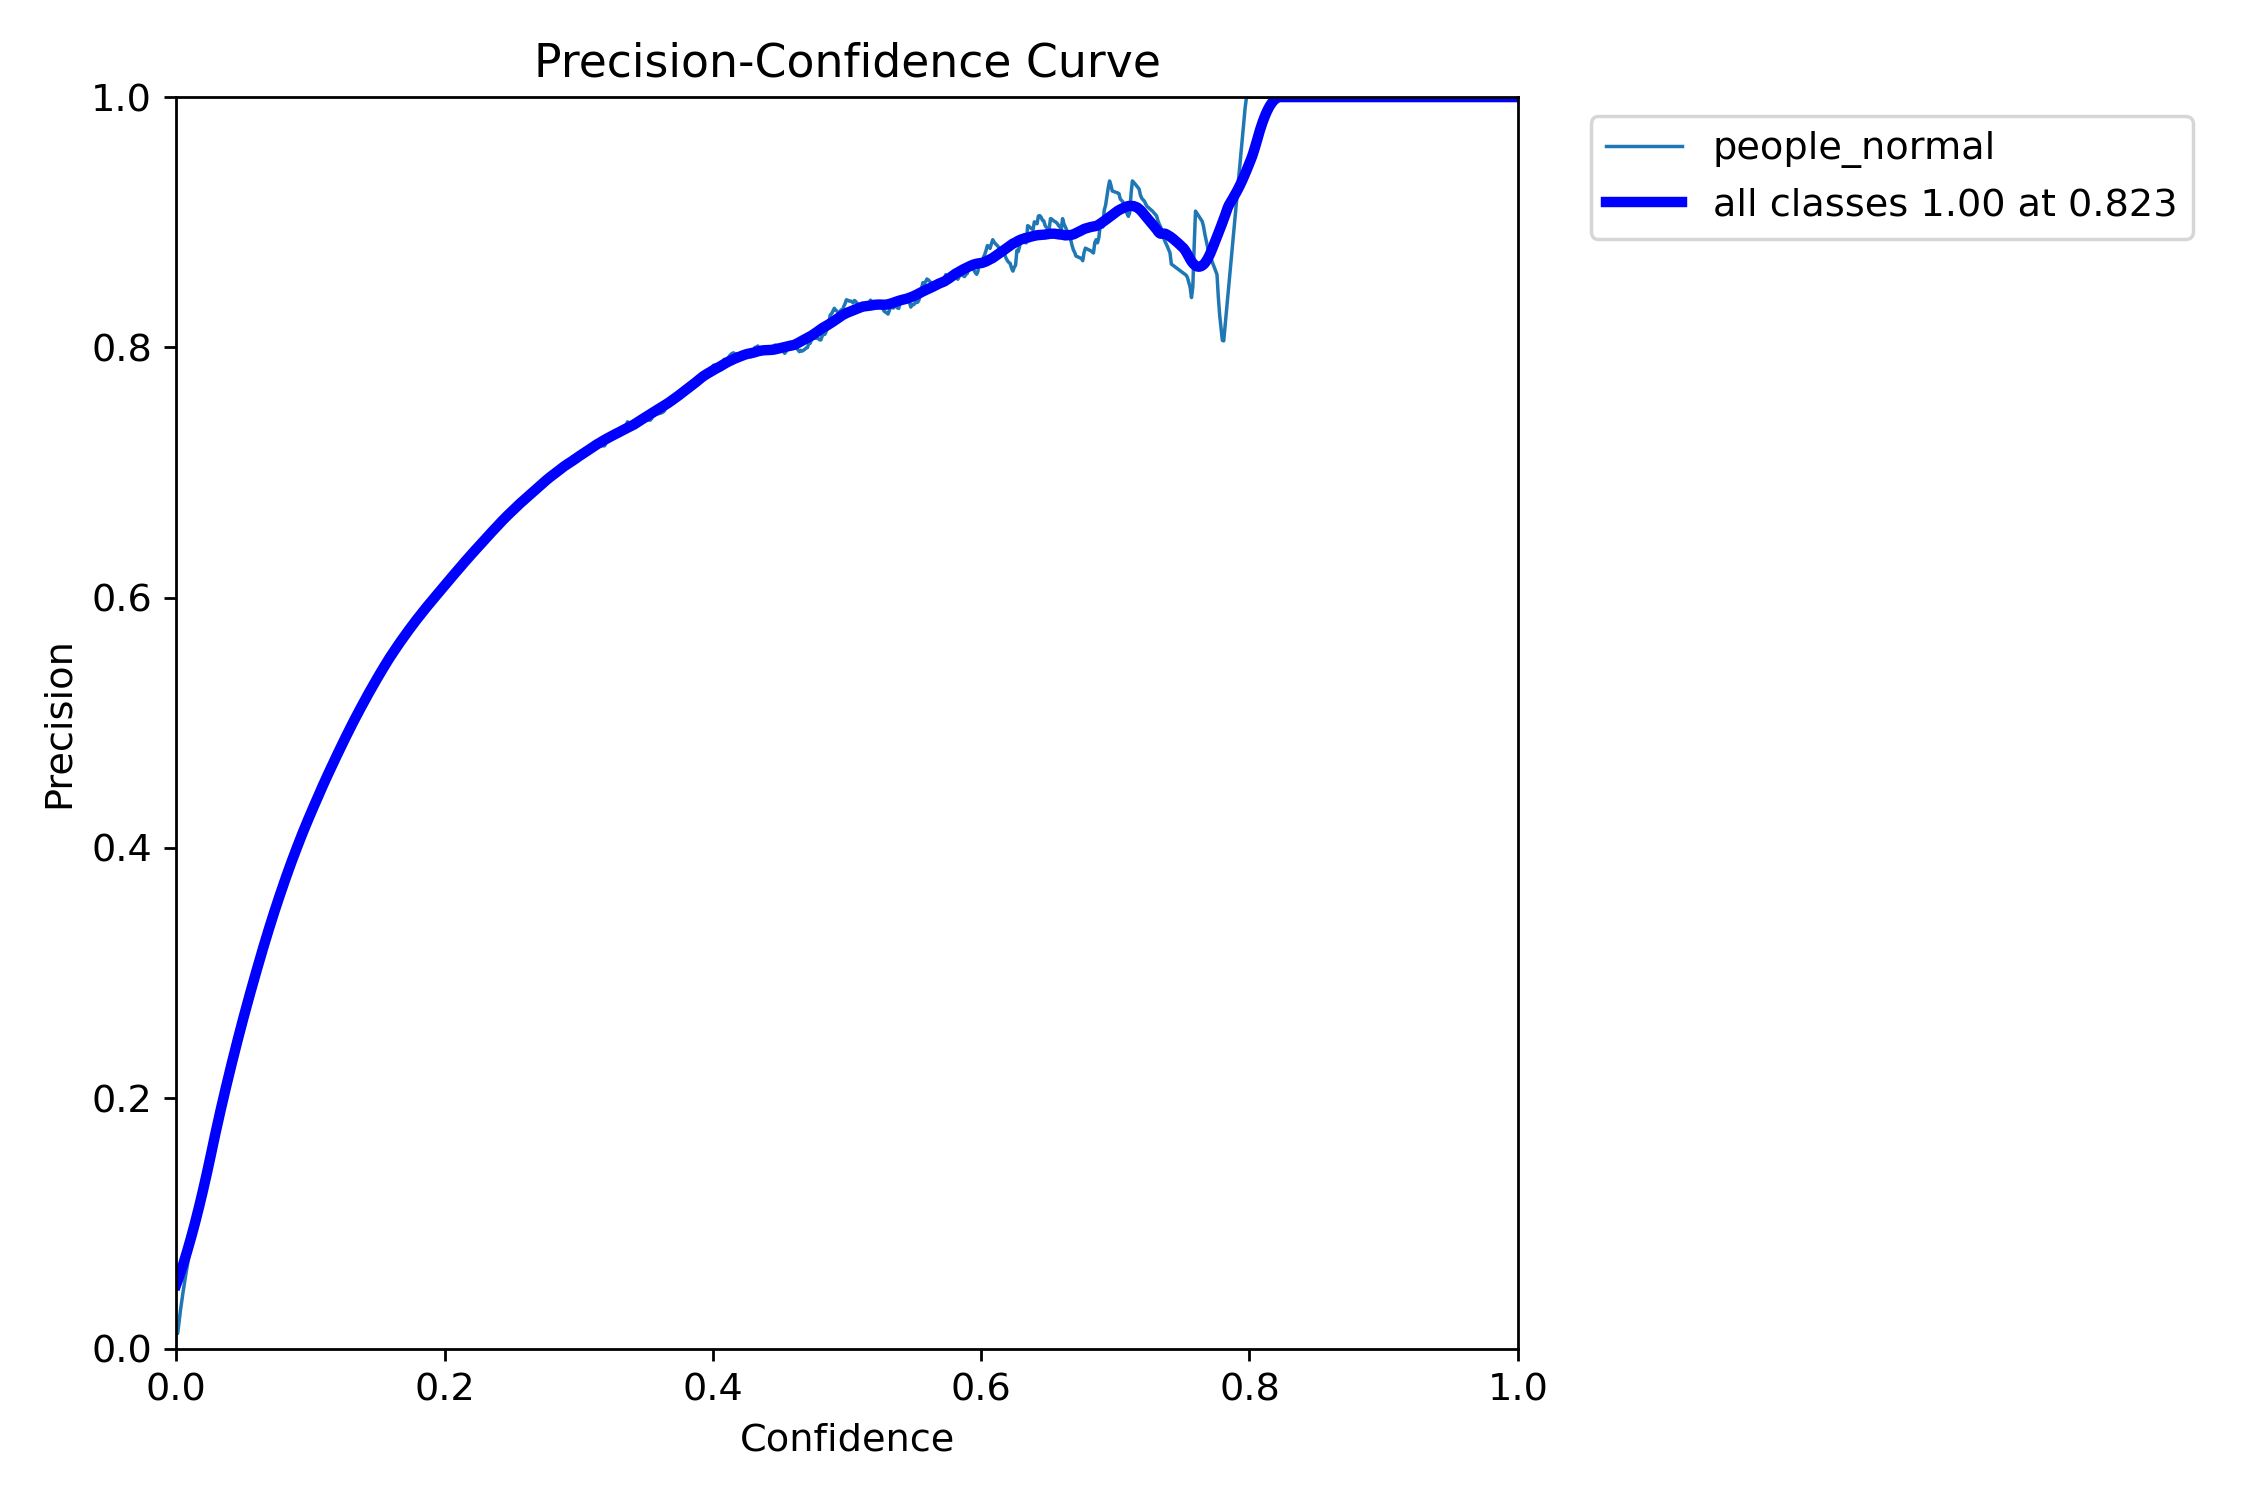 Precision-Confidence Curve
people_normal
all classes 1.00 at 0.823
Precision
1.0
0.8
0.6
0.4
0.2
0.0
0.0 0.2 0.4 0.6 0.8 1.0
Confidence